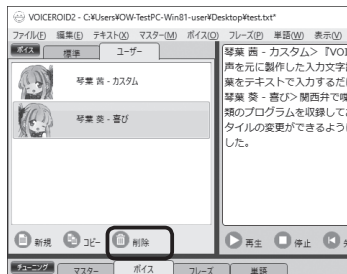 VOICEROID2 - C:¥Users¥OW-TestPC-Win81-user¥Desktop¥test.txt*
ファイル(F) 編集(E) テキスト(X) マスター(M) ボイス(O) フレーズ(P) 単語(W) 表示(V)
ボイス 標準 ユーザー
琴葉 茜 - カスタム
琴葉 葵 - 喜び
新規 コピー 削除
琴葉 茜 - カスタム> 『VOI
声を元に製作した入力文字
葉をテキストで入力するだ
琴葉 葵 - 喜び> 関西弁で喋
類のプログラムを収録して
タイルの変更ができるよう
した。
再生 停止
チューニング マスター ボイス フレーズ 単語